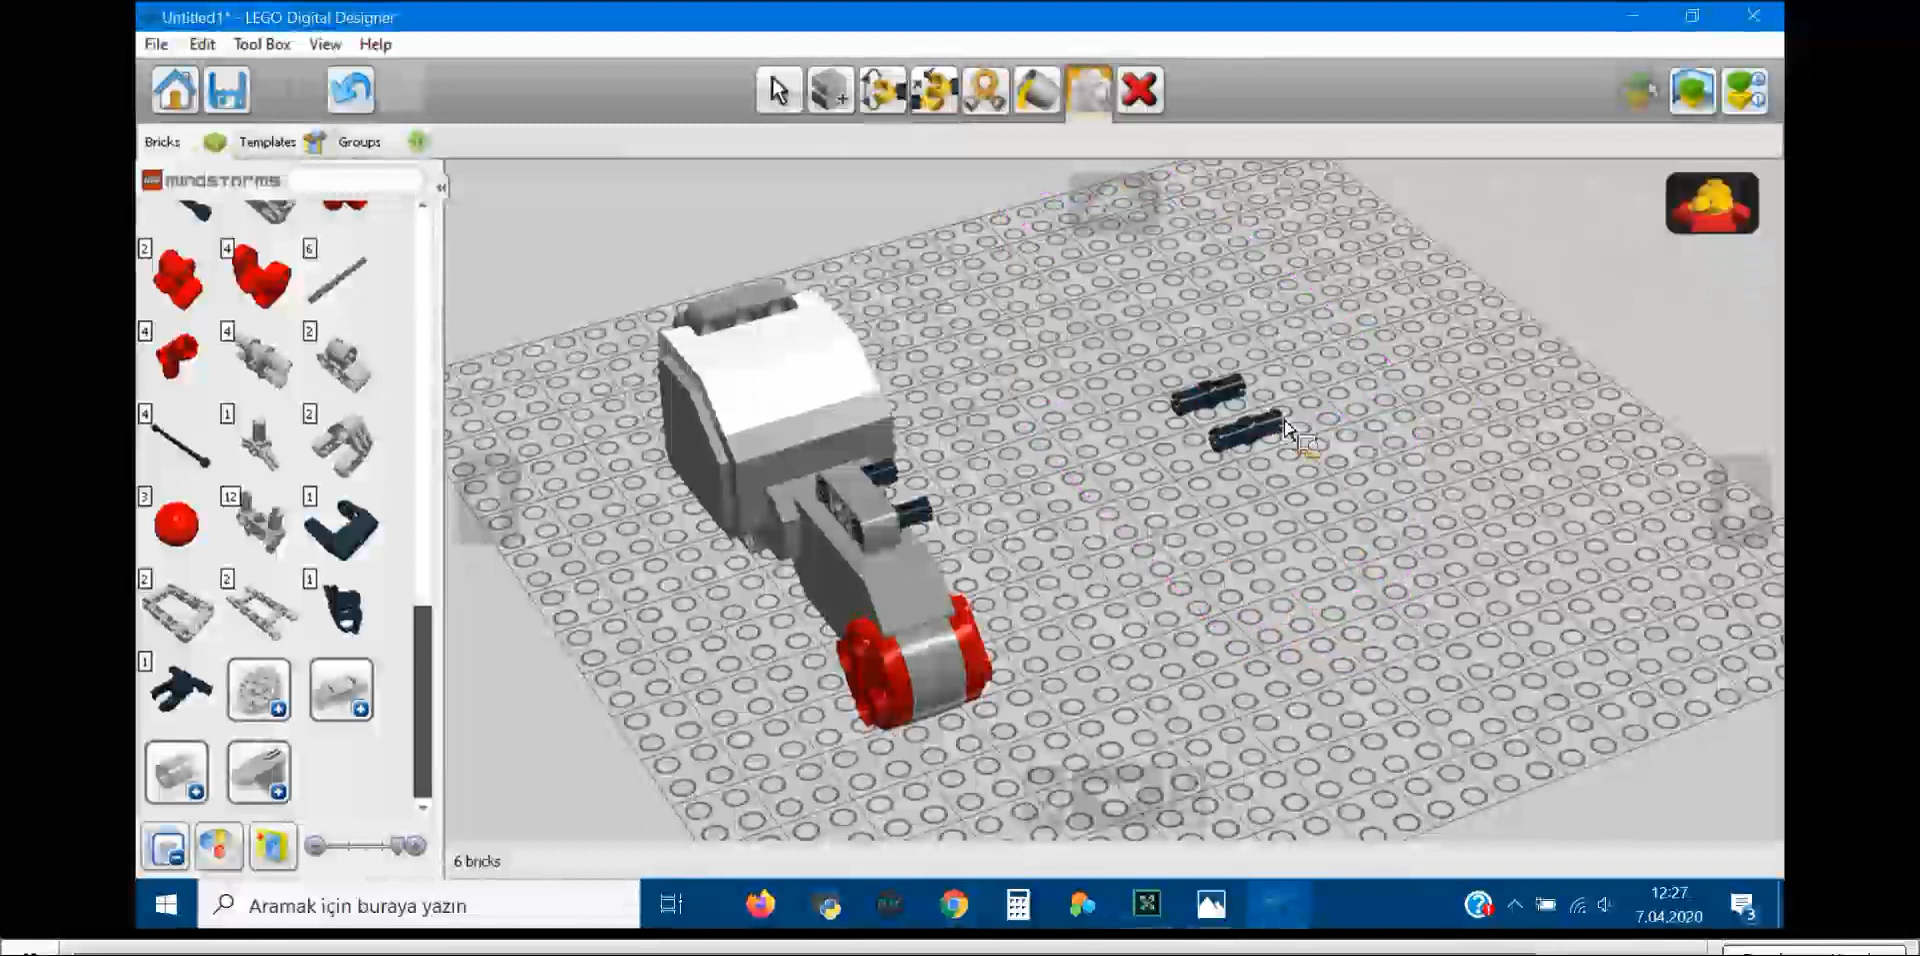 Untitled1* - LEGO Digital Designer
File Edit Tool Box View Help
Bricks Templates Groups
mindstorms
2 4 6
4 4 2
4 1 2
3 12 1
2 2 1
1
6 bricks
Aramak için buraya yazın
12:27
7.04.2020
3